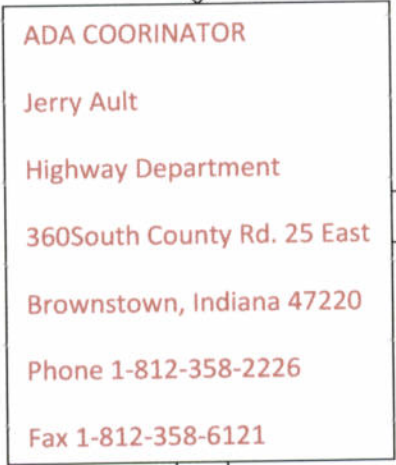 ADA COORINATOR
Jerry Ault
Highway Department
360South County Rd. 25 East
Brownstown, Indiana 47220
Phone 1-812-358-2226
Fax 1-812-358-6121